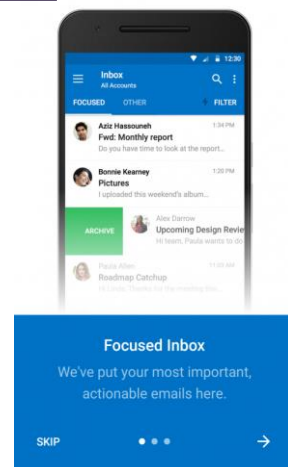 12:30
Inbox
All Accounts
FOCUSED OTHER FILTER
Aziz Hassouneh 1:34 PM
Fwd: Monthly report
Do you have time to look at the report...
Bonnie Kearney 1:20 PM
Pictures
I uploaded this weekend's album...
ARCHIVE
Alex Darrow
Upcoming Design Revie
Hi team, Paula wants to do
Paula Allen 11:03 AM
Roadmap Catchup
Focused Inbox
We've put your most important,
actionable emails here.
SKIP